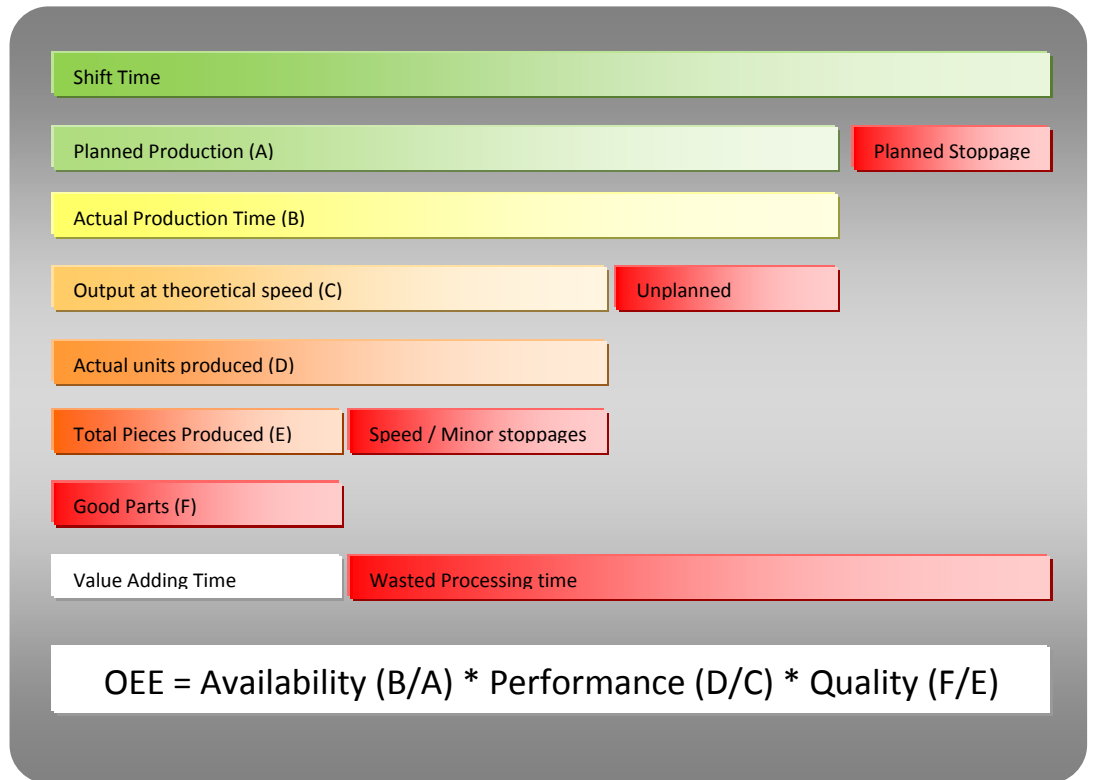 Shift Time
Planned Production (A)
Planned Stoppage
Actual Production Time (B)
Output at theoretical speed (C)
Unplanned
Actual units produced (D)
Total Pieces Produced (E)
Speed / Minor stoppages
Good Parts (F)
Value Adding Time
Wasted Processing time
OEE = Availability (B/A) * Performance (D/C) * Quality (F/E)